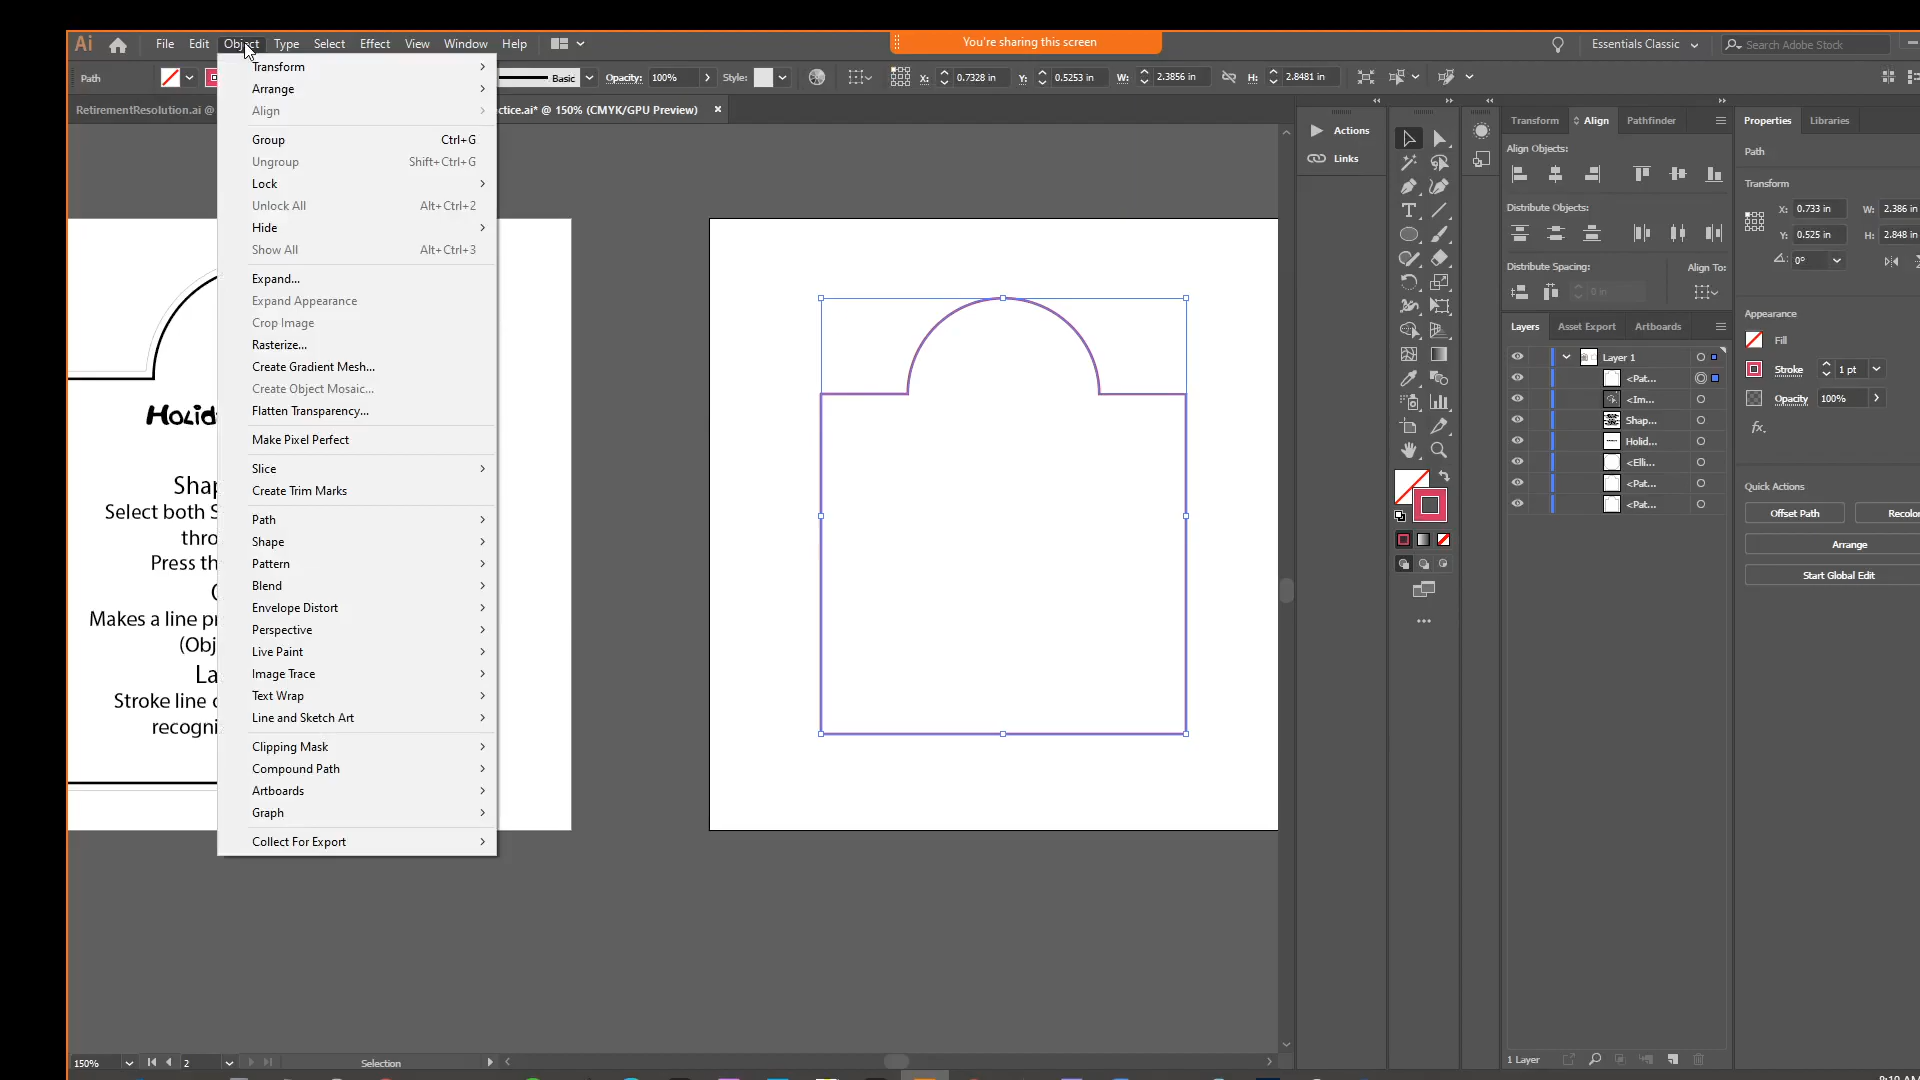 Ai File Edit Object Type Select Effect View Window Help
You're sharing this screen
Essentials Classic Search Adobe Stock
Path Basic Opacity: 100% Style: X: 0.7328 in Y: 0.5253 in W: 2.3856 in H: 2.8481 in
RetirementResolution.ai @ ctice.ai* @ 150% (CMYK/GPU Preview)
Transform
Arrange
Align
Group Ctrl+G
Ungroup Shift+Ctrl+G
Lock
Unlock All Alt+Ctrl+2
Hide
Show All Alt+Ctrl+3
Expand...
Expand Appearance
Crop Image
Rasterize...
Create Gradient Mesh...
Create Object Mosaic...
Flatten Transparency...
Make Pixel Perfect
Slice
Create Trim Marks
Path
Shape
Pattern
Blend
Envelope Distort
Perspective
Live Paint
Image Trace
Text Wrap
Line and Sketch Art
Clipping Mask
Compound Path
Artboards
Graph
Collect For Export
Holid
Shap
Select both S
thro
Press th
Makes a line pr
(Obj
La
Stroke line c
recogni
Actions
Links
Transform Align Pathfinder
Align Objects:
Distribute Objects:
Distribute Spacing: Align To:
0 in
Layers Asset Export Artboards
Layer 1
<Pat...
<Im...
Shap...
Holid...
<Elli...
<Pat...
<Pat...
1 Layer
Properties Libraries
Path
Transform
X: 0.733 in W: 2.386 in
Y: 0.525 in H: 2.848 in
0°
Appearance
Fill
Stroke 1 pt
Opacity 100%
fx.
Quick Actions
Offset Path Recolor
Arrange
Start Global Edit
150% 2 Selection